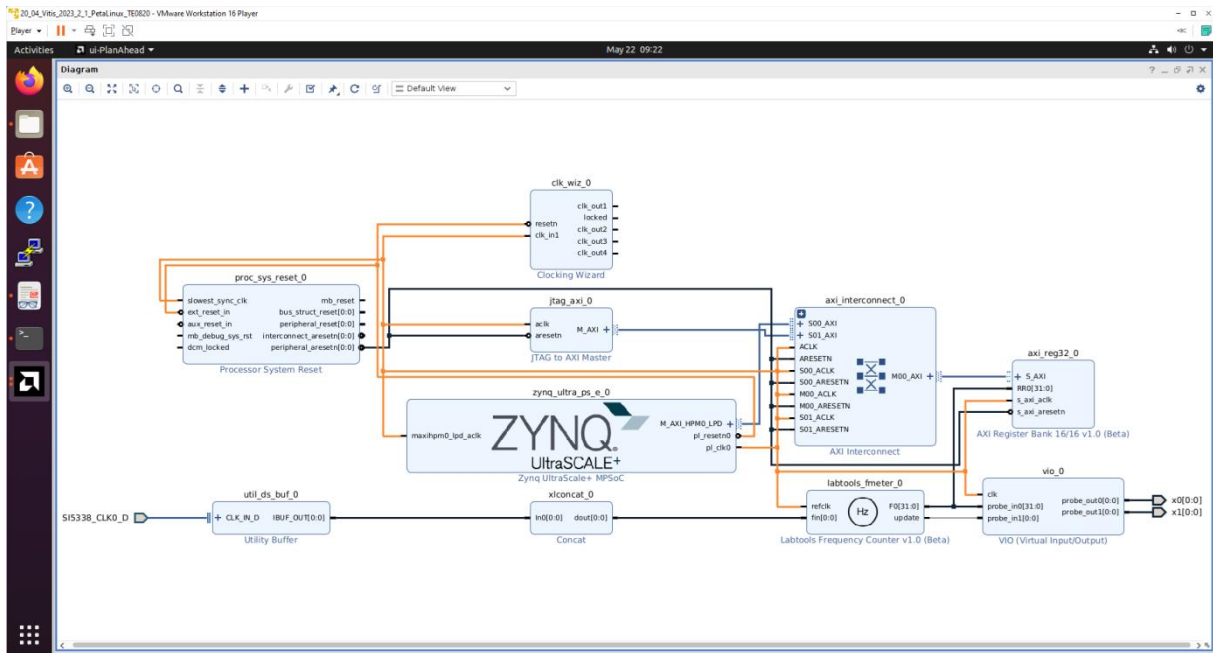 20_04_Vitis_2023_2_1_PetaLinux_TE0820 - VMware Workstation 16 Player
Player
Activities
ui-PlanAhead
May 22 09:22
Diagram
Default View
clk_wiz_0
resetn
clk_in1
clk_out1
locked
clk_out2
clk_out3
clk_out4
Clocking Wizard
proc_sys_reset_0
slowest_sync_clk
ext_reset_in
aux_reset_in
mb_debug_sys_rst
dcm_locked
mb_reset
bus_struct_reset[0:0]
peripheral_reset[0:0]
interconnect_aresetn[0:0]
peripheral_aresetn[0:0]
Processor System Reset
jtag_axi_0
aclk
aresetn
M_AXI
JTAG to AXI Master
axi_interconnect_0
S00_AXI
S01_AXI
ACLK
ARESETN
S00_ACLK
S00_ARESETN
M00_ACLK
M00_ARESETN
S01_ACLK
S01_ARESETN
M00_AXI
AXI Interconnect
axi_reg32_0
S_AXI
RR0[31:0]
s_axi_aclk
s_axi_aresetn
AXI Register Bank 16/16 v1.0 (Beta)
zynq_ultra_ps_e_0
maxihpm0_lpd_aclk
ZYNQ
UltraSCALE+
M_AXI_HPM0_LPD
pl_resetn0
pl_clk0
Zynq UltraScale+ MPSoC
SI5338_CLK0_D
util_ds_buf_0
CLK_IN_D
IBUF_OUT[0:0]
Utility Buffer
xlconcat_0
In0[0:0]
dout[0:0]
Concat
labtools_fmeter_0
refclk
fin[0:0]
Hz
F0[31:0]
update
Labtools Frequency Counter v1.0 (Beta)
vio_0
clk
probe_in0[31:0]
probe_in1[0:0]
probe_out0[0:0]
probe_out1[0:0]
VIO (Virtual Input/Output)
x0[0:0]
x1[0:0]